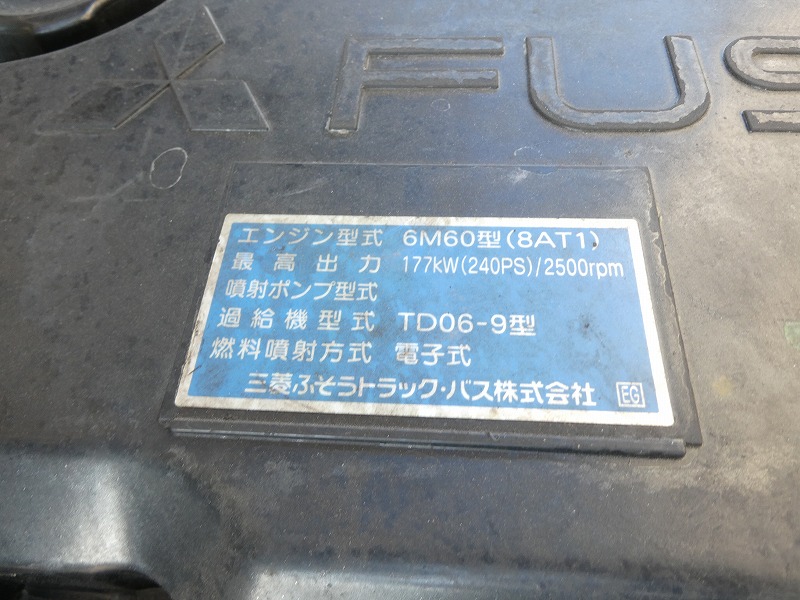 FUS
エンジン型式 6M60型(8AT1)
最高出力 177kW(240PS)/2500rpm
噴射ポンプ型式
過給機型式 TD06-9型
燃料噴射方式 電子式
三菱ふそうトラック・バス株式会社 EG